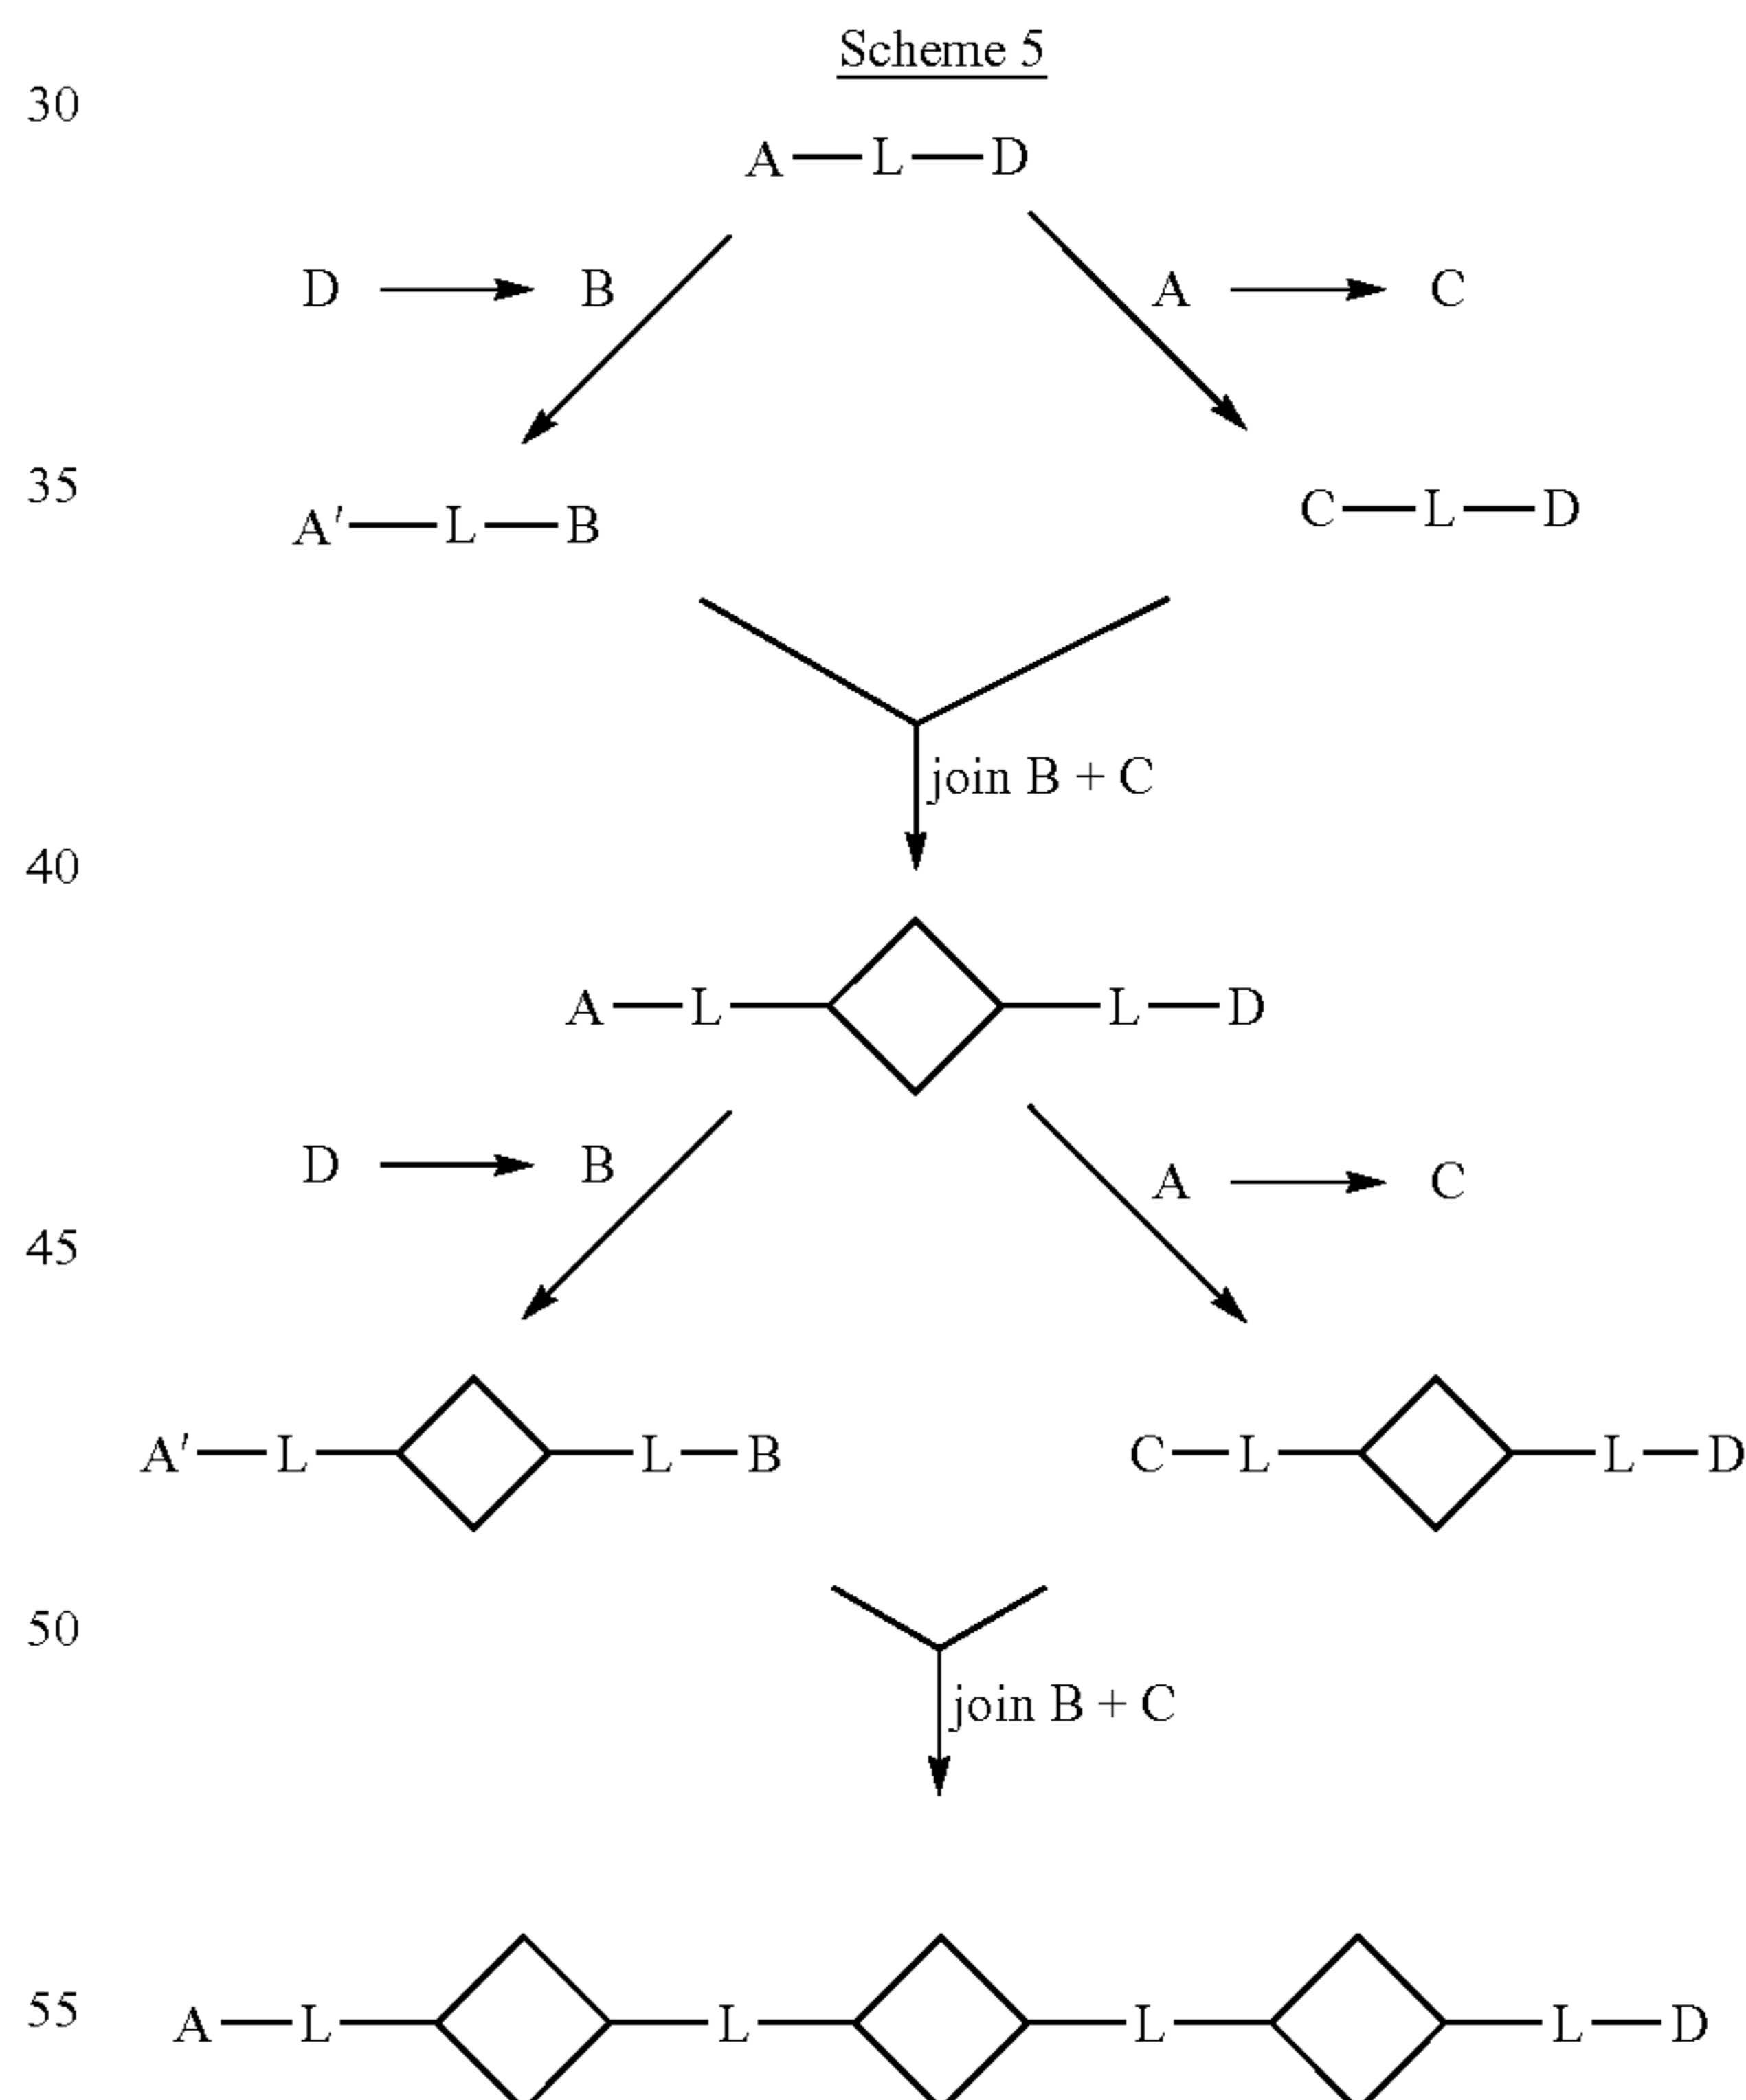 Scheme 5
30
A L D
D B A C
35
A' L B C L D
join B + C
40
A L L D
D B A C
45
A' L L B C L L D
50
join B + C
55
A L L L L D